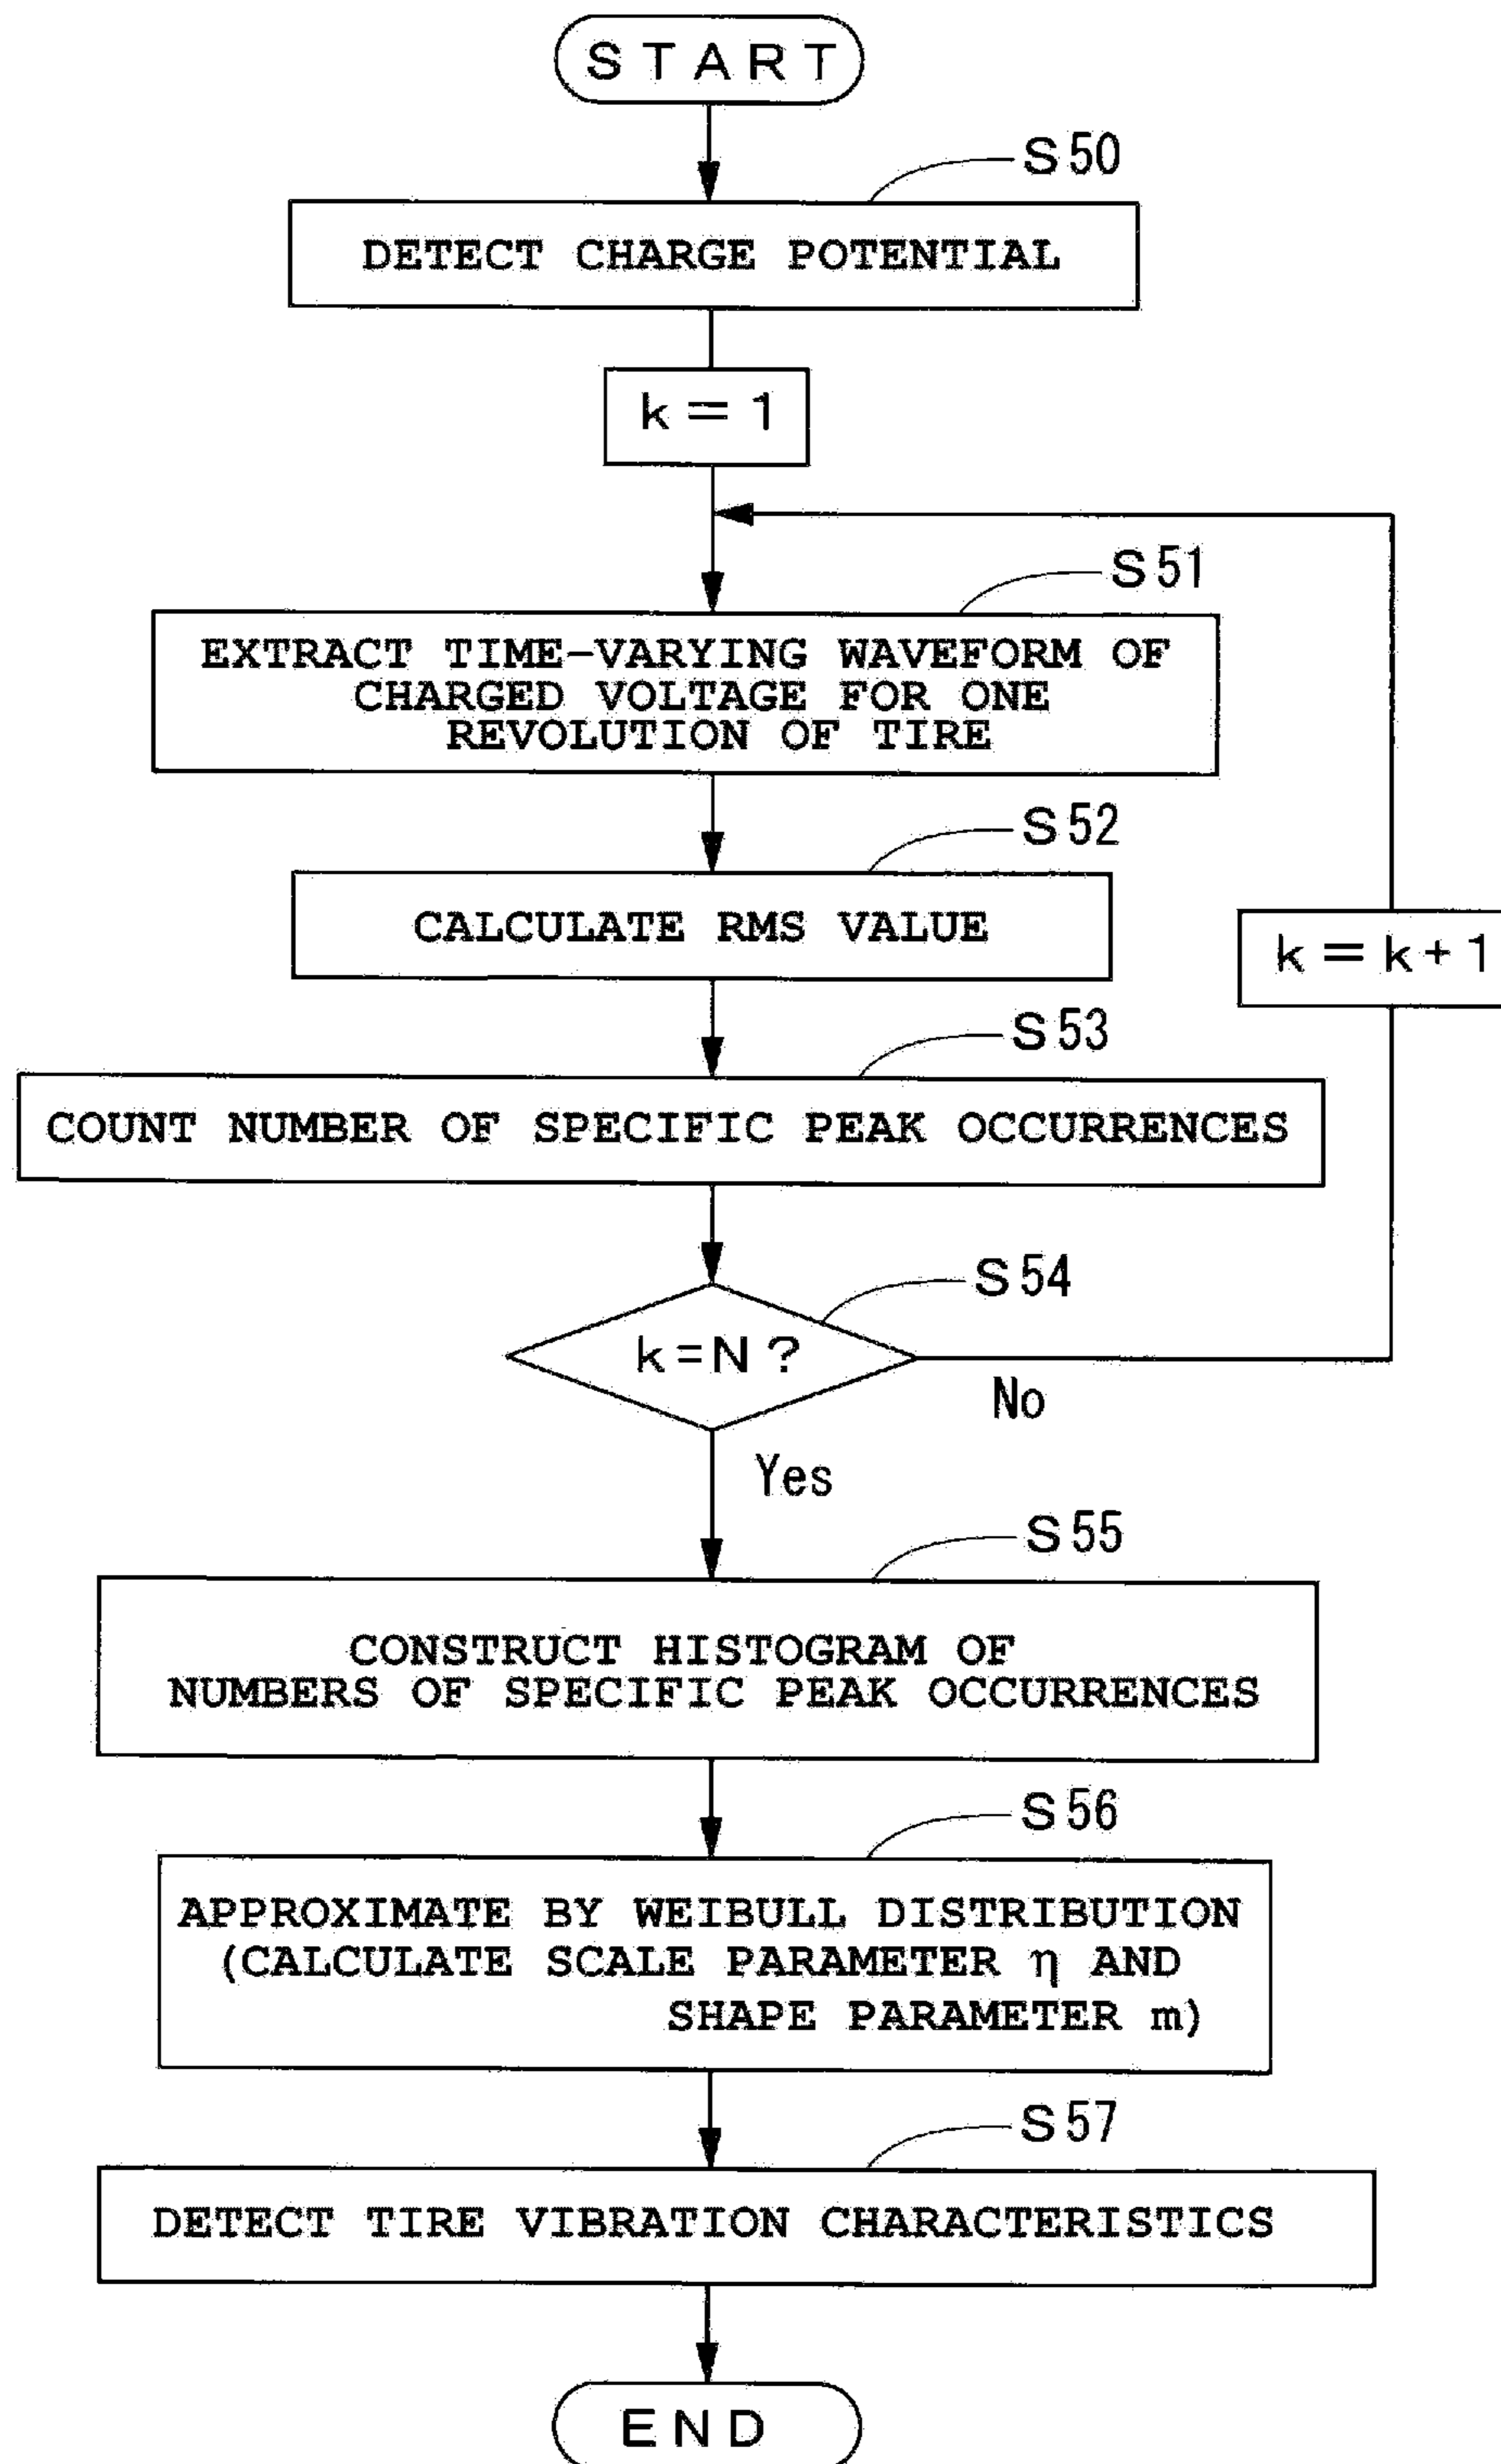 START
S50
DETECT CHARGE POTENTIAL
k = 1
S51
EXTRACT TIME-VARYING WAVEFORM OF
CHARGED VOLTAGE FOR ONE
REVOLUTION OF TIRE
S52
CALCULATE RMS VALUE
k = k + 1
S53
COUNT NUMBER OF SPECIFIC PEAK OCCURRENCES
S54
k = N ?
No
Yes
S55
CONSTRUCT HISTOGRAM OF
NUMBERS OF SPECIFIC PEAK OCCURRENCES
S56
APPROXIMATE BY WEIBULL DISTRIBUTION
(CALCULATE SCALE PARAMETER η AND
SHAPE PARAMETER m)
S57
DETECT TIRE VIBRATION CHARACTERISTICS
END